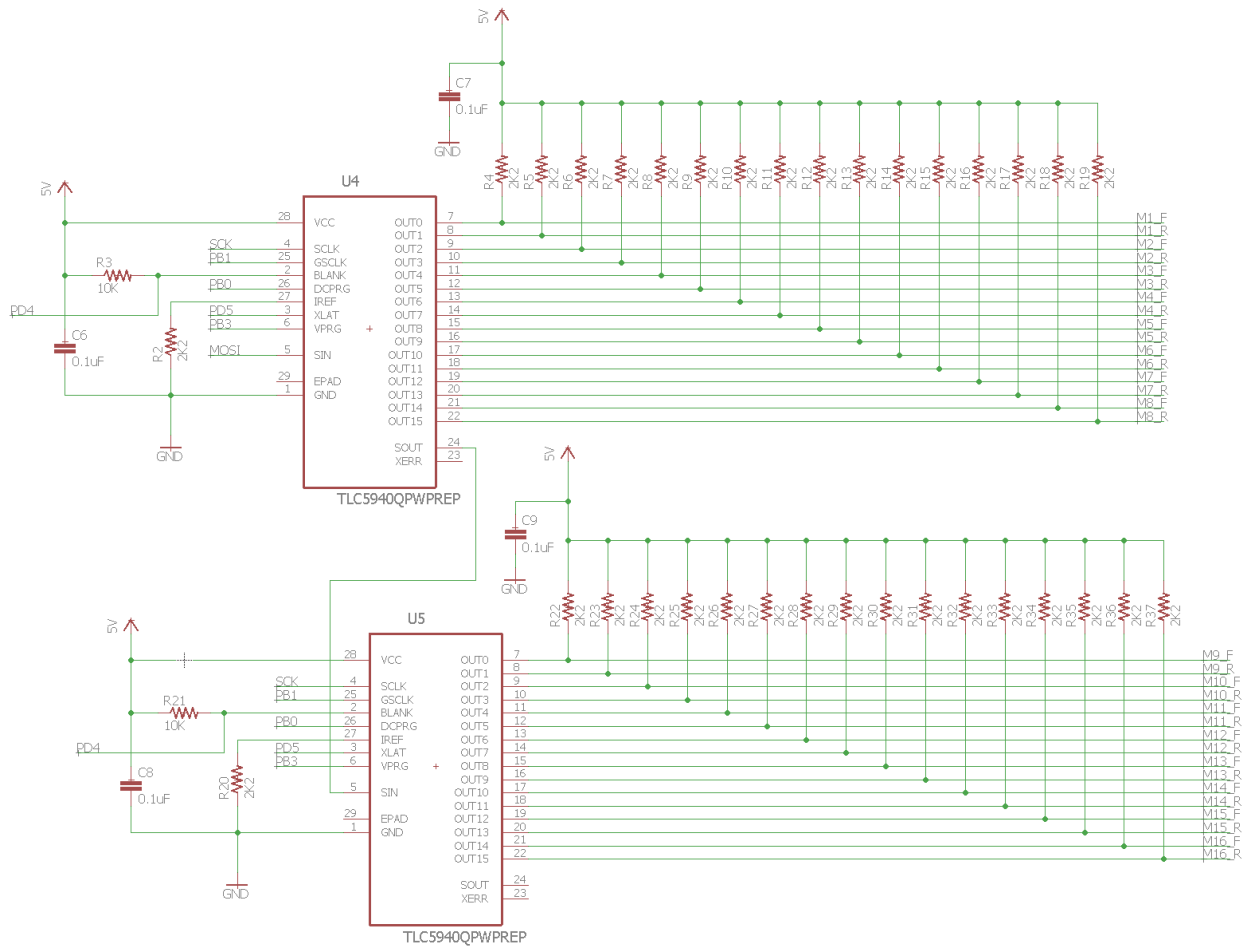 5V
C7
0.1uF
GND
R4 2K2
R5 2K2
R6 2K2
R7 2K2
R8 2K2
R9 2K2
R10 2K2
R11 2K2
R12 2K2
R13 2K2
R14 2K2
R15 2K2
R16 2K2
R17 2K2
R18 2K2
R19 2K2
U4
5V
28 VCC OUT0 7 M1_F
OUT1 8 M1_R
SCK 4 SCLK OUT2 9 M2_F
PB1 25 GSCLK OUT3 10 M2_R
R3
10K
2 BLANK OUT4 11 M3_F
PB0 26 DCPRG OUT5 12 M3_R
27 IREF OUT6 13 M4_F
PD4
PD5 3 XLAT OUT7 14 M4_R
PB3 6 VPRG OUT8 15 M5_F
C6
0.1uF
R2 2K2
OUT9 16 M5_R
MOSI 5 SIN OUT10 17 M6_F
OUT11 18 M6_R
29 EPAD OUT12 19 M7_F
1 GND OUT13 20 M7_R
OUT14 21 M8_F
OUT15 22 M8_R
GND
SOUT 24
XERR 23
TLC5940QPWPREP
5V
C9
0.1uF
GND
R22 2K2
R23 2K2
R24 2K2
R25 2K2
R26 2K2
R27 2K2
R28 2K2
R29 2K2
R30 2K2
R31 2K2
R32 2K2
R33 2K2
R34 2K2
R35 2K2
R36 2K2
R37 2K2
U5
5V
28 VCC OUT0 7 M9_F
OUT1 8 M9_R
SCK 4 SCLK OUT2 9 M10_F
PB1 25 GSCLK OUT3 10 M10_R
R21
10K
2 BLANK OUT4 11 M11_F
PB0 26 DCPRG OUT5 12 M11_R
27 IREF OUT6 13 M12_F
PD4
PD5 3 XLAT OUT7 14 M12_R
PB3 6 VPRG OUT8 15 M13_F
C8
0.1uF
R20 2K2
OUT9 16 M13_R
5 SIN OUT10 17 M14_F
OUT11 18 M14_R
29 EPAD OUT12 19 M15_F
1 GND OUT13 20 M15_R
OUT14 21 M16_F
OUT15 22 M16_R
GND
SOUT 24
XERR 23
TLC5940QPWPREP